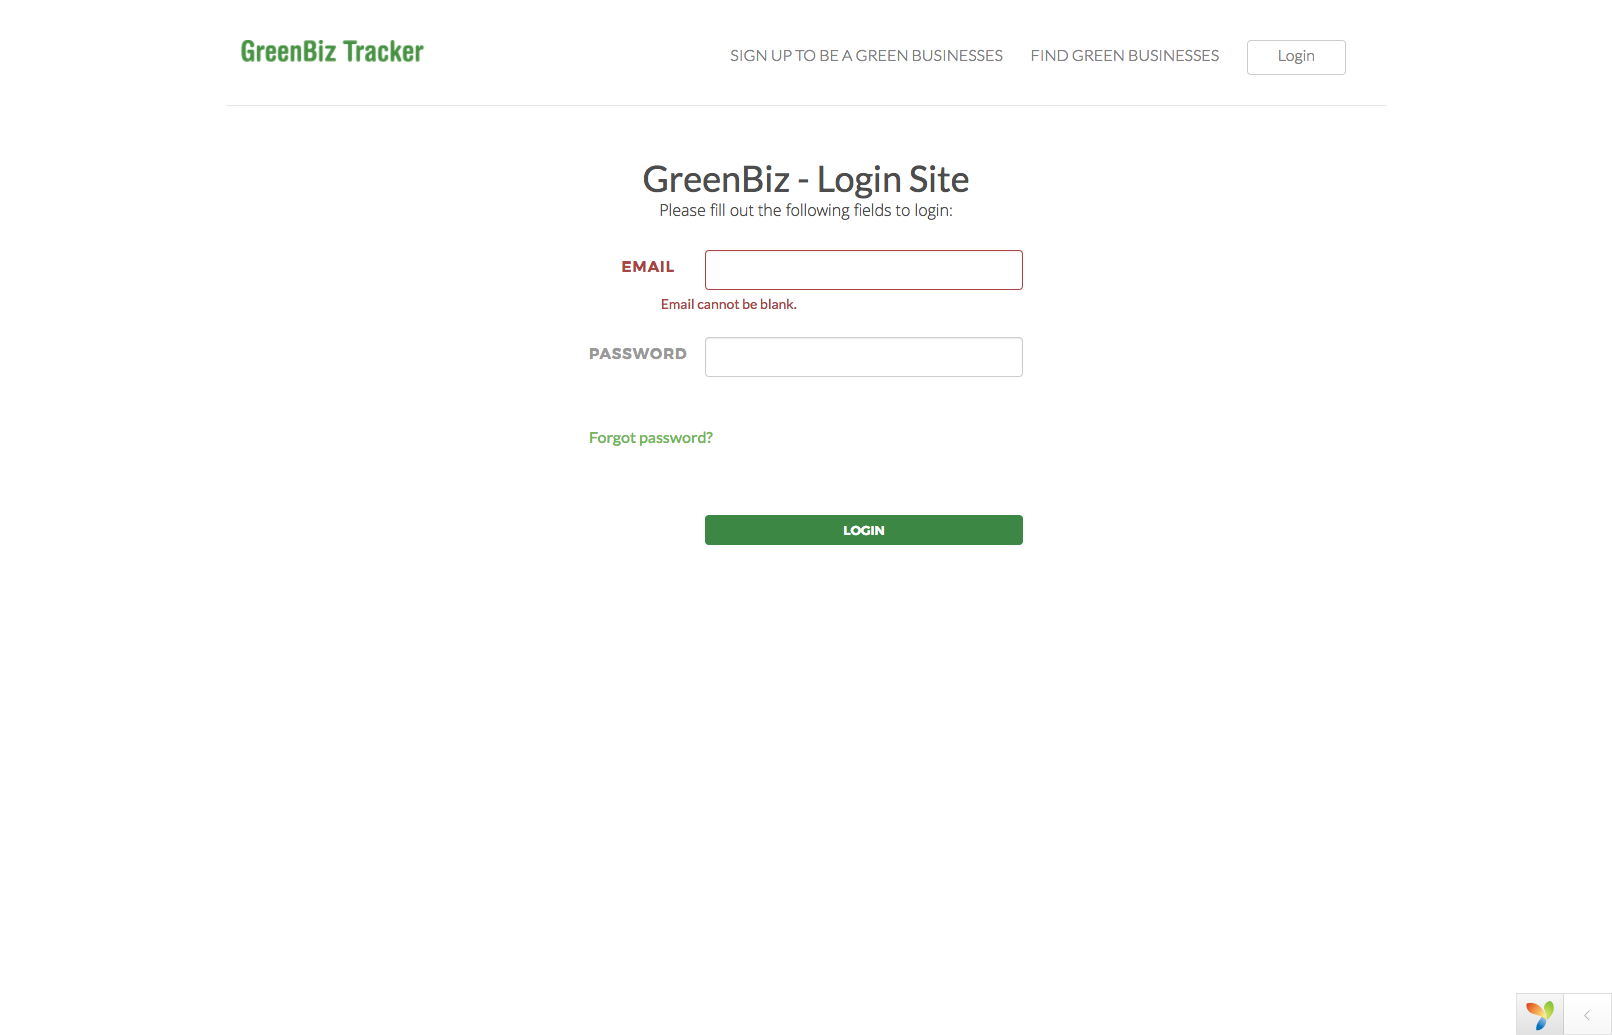 GreenBiz Tracker
SIGN UP TO BE A GREEN BUSINESSES
FIND GREEN BUSINESSES
Login
GreenBiz - Login Site
Please fill out the following fields to login:
EMAIL
Email cannot be blank.
PASSWORD
Forgot password?
LOGIN